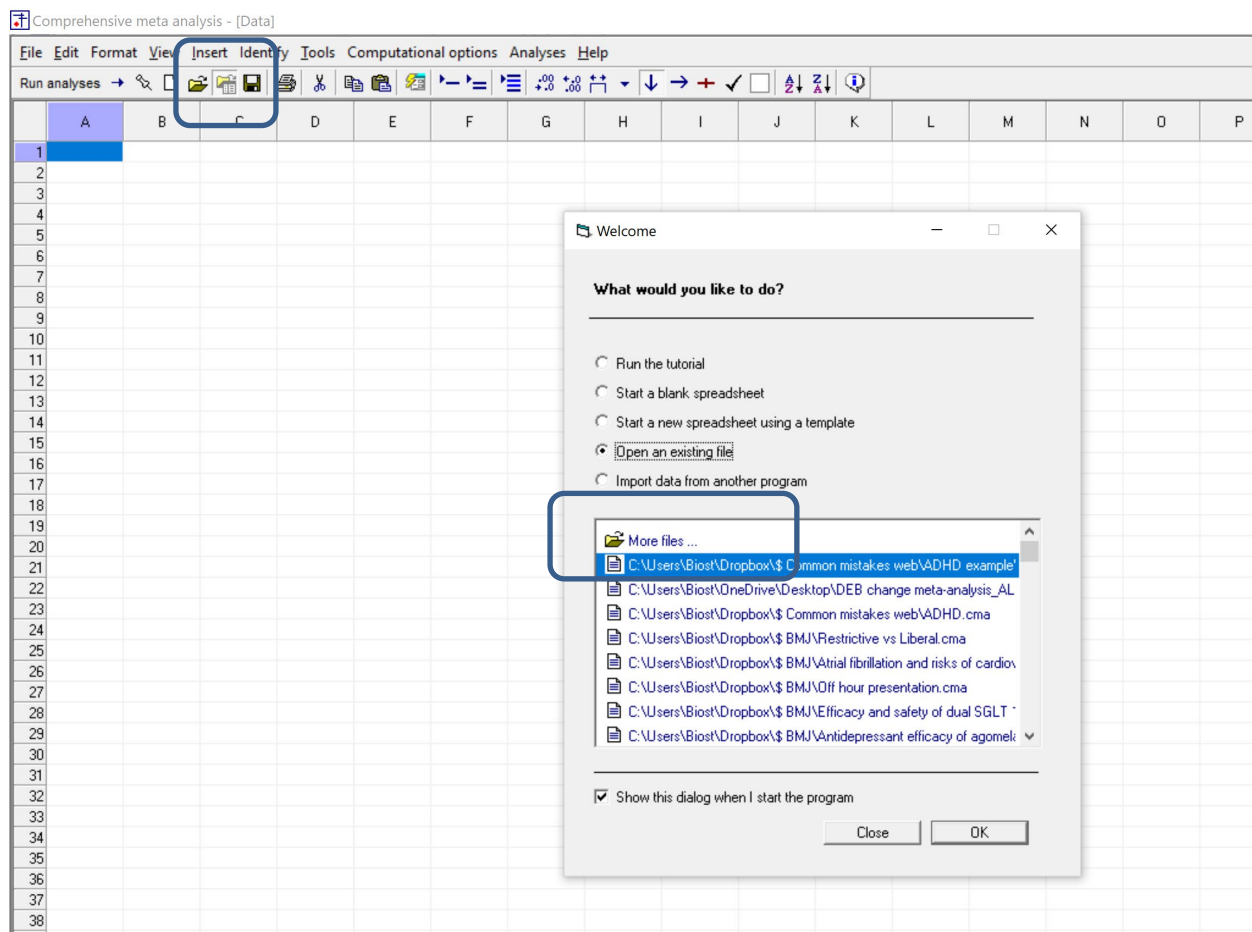 Comprehensive meta analysis - [Data]
File Edit Format View Insert Identify Tools Computational options Analyses Help
Run analyses
A B C D E F G H I J K L M N O P
1
2
3
4
5
6
7
8
9
10
11
12
13
14
15
16
17
18
19
20
21
22
23
24
25
26
27
28
29
30
31
32
33
34
35
36
37
38
Welcome
What would you like to do?
Run the tutorial
Start a blank spreadsheet
Start a new spreadsheet using a template
Open an existing file
Import data from another program
More files ...
C:\Users\Biost\Dropbox\$ Common mistakes web\ADHD example
C:\Users\Biost\OneDrive\Desktop\DEB change meta-analysis_AL
C:\Users\Biost\Dropbox\$ Common mistakes web\ADHD.cma
C:\Users\Biost\Dropbox\$ BMJ\Restrictive vs Liberal.cma
C:\Users\Biost\Dropbox\$ BMJ\Atrial fibrillation and risks of cardiov
C:\Users\Biost\Dropbox\$ BMJ\Off hour presentation.cma
C:\Users\Biost\Dropbox\$ BMJ\Efficacy and safety of dual SGLT
C:\Users\Biost\Dropbox\$ BMJ\Antidepressant efficacy of agomela
Show this dialog when I start the program
Close OK